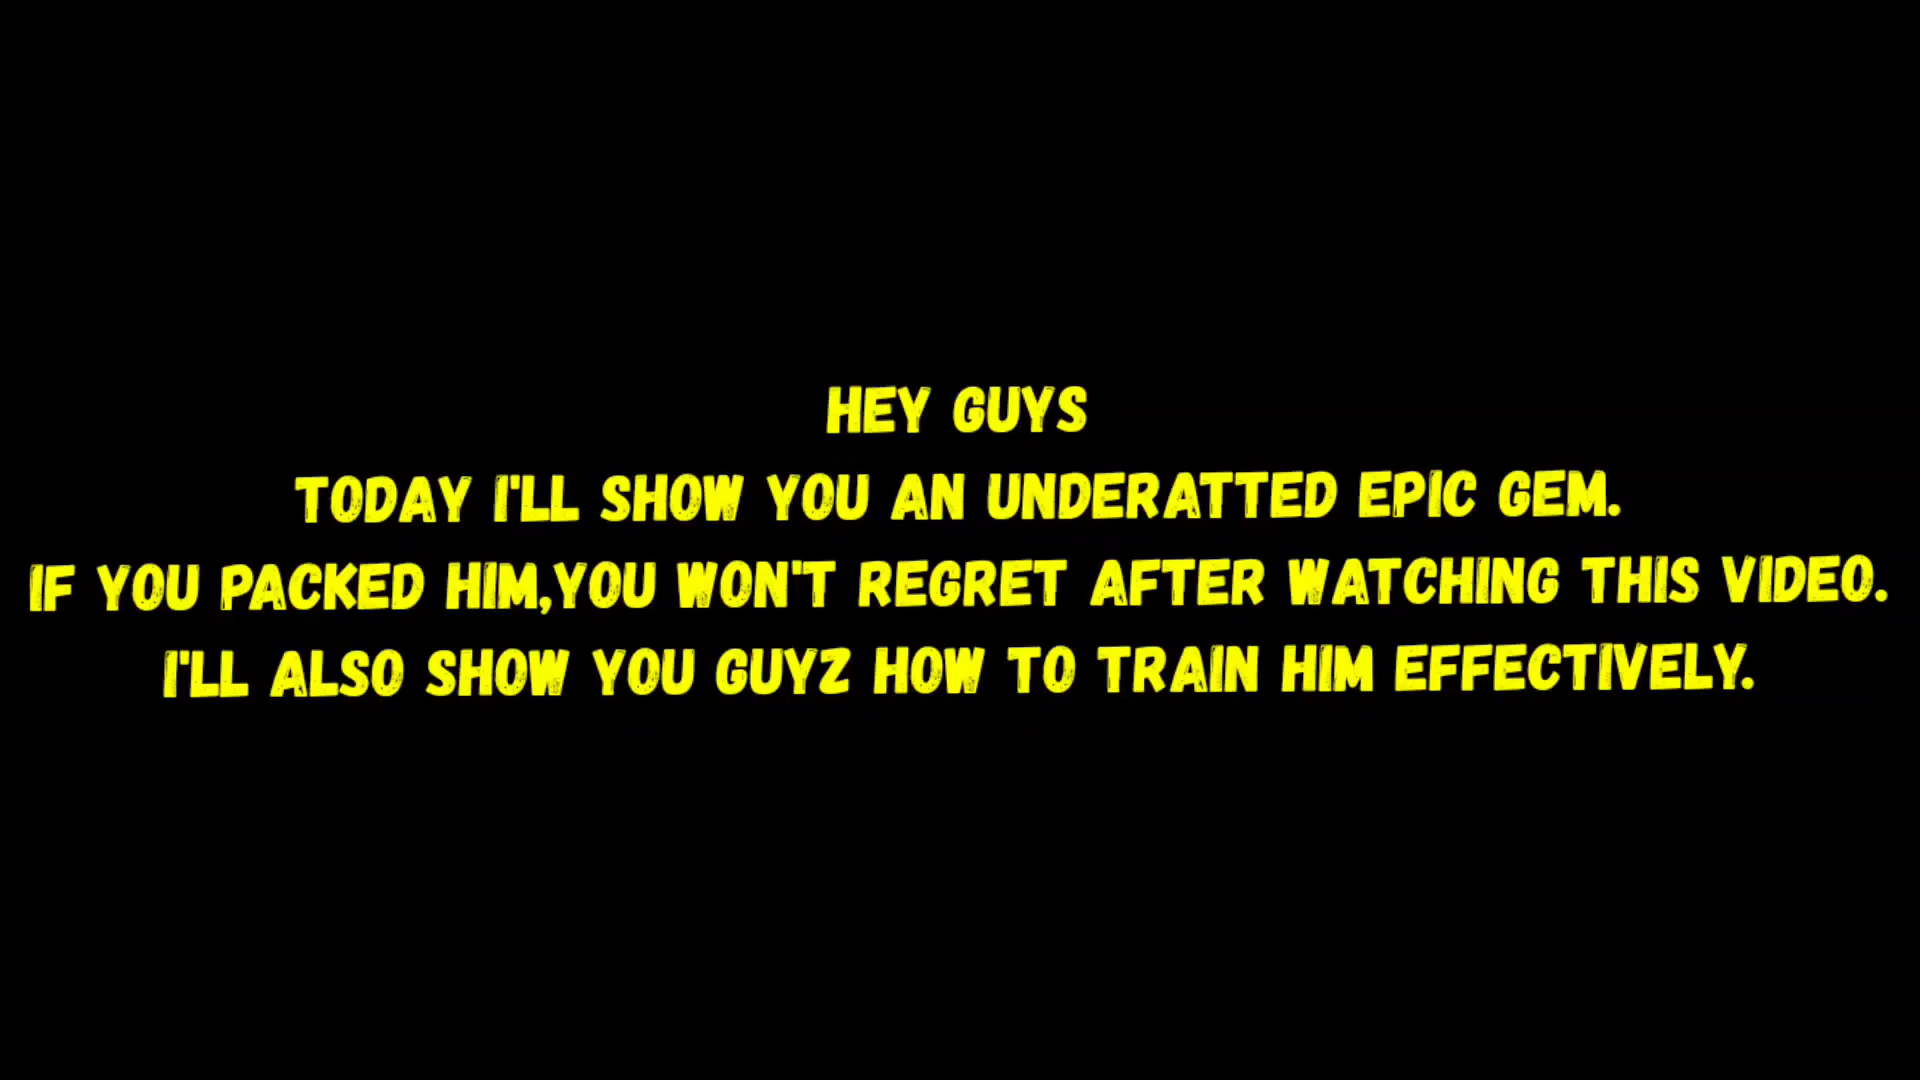 HEY GUYS
TODAY I'LL SHOW YOU AN UNDERATTED EPIC GEM.
IF YOU PACKED HIM,YOU WON'T REGRET AFTER WATCHING THIS VIDEO.
I'LL ALSO SHOW YOU GUYZ HOW TO TRAIN HIM EFFECTIVELY.